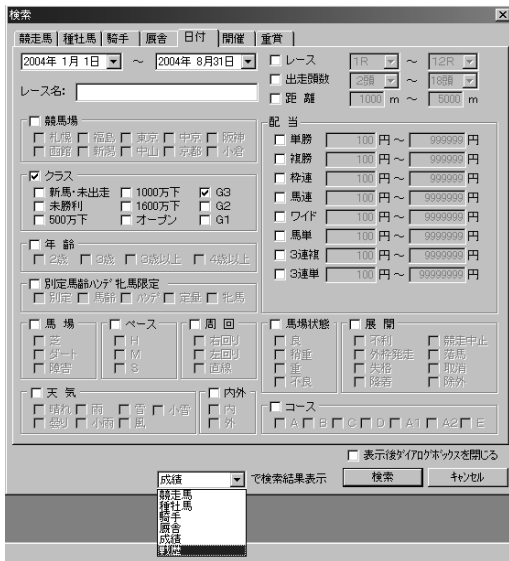 検索
競走馬 種牡馬 騎手 厩舎 日付 開催 重賞
2004年 1月 1日 ～ 2004年 8月31日
レース名:
レース 1R ～ 12R
出走頭数 2頭 ～ 18頭
距 離 1000 m ～ 5000 m
競馬場
札幌 福島 東京 中京 阪神
函館 新潟 中山 京都 小倉
クラス
新馬・未出走 1000万下 G3
未勝利 1600万下 G2
500万下 オープン G1
年 齢
2歳 3歳 3歳以上 4歳以上
別定馬齢ハンデ 牝馬限定
別定 馬齢 ハンデ 定量 牝馬
配 当
単勝 100 円～ 999999 円
複勝 100 円～ 999999 円
枠連 100 円～ 999999 円
馬連 100 円～ 9999999 円
ワイド 100 円～ 9999999 円
馬単 100 円～ 9999999 円
3連複 100 円～ 9999999 円
3連単 100 円～ 99999999 円
馬 場
芝
ダート
障害
ペース
H
M
S
周 回
右回り
左回り
直線
馬場状態
良
稍重
重
不良
展 開
不利 競走中止
外枠発走 落馬
失格 取消
降着 除外
天 気
晴れ 雨 雪 小雪
曇り 小雨 風
内外
内
外
コース
A B C D A1 A2 E
表示後ダイアログボックスを閉じる
成績 で検索結果表示 検索 キャンセル
競走馬
種牡馬
騎手
厩舎
成績
戦歴